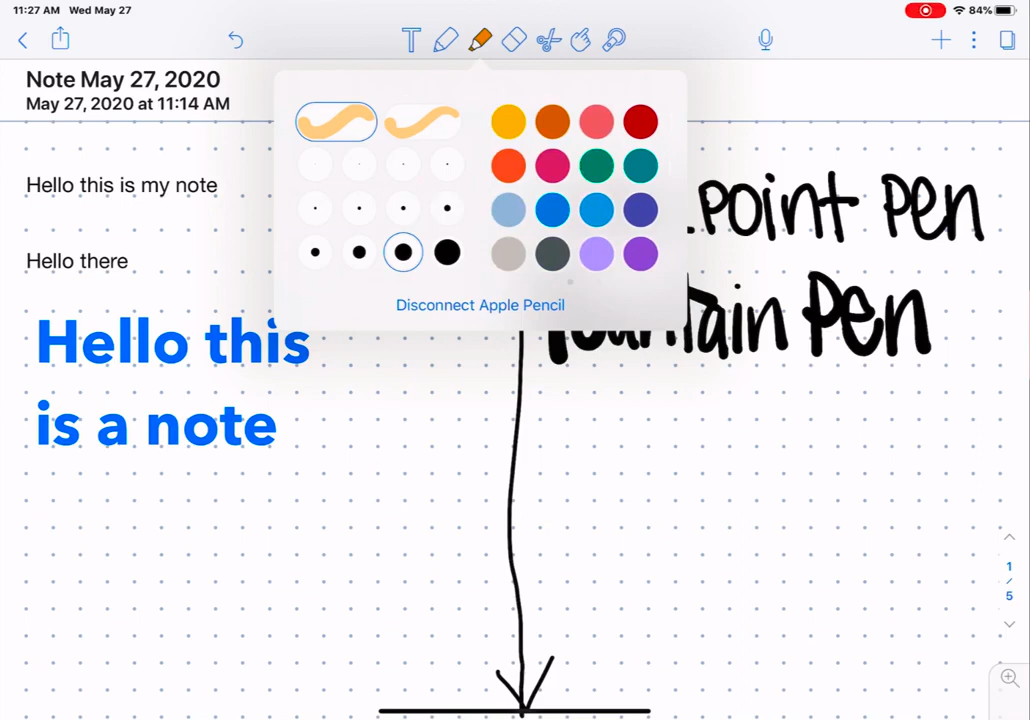 11:27 AM Wed May 27
84%
Note May 27, 2020
May 27, 2020 at 11:14 AM
Hello this is my note
.point pen
Hello there
Disconnect Apple Pencil
fountain pen
Hello this
is a note
1
/
5